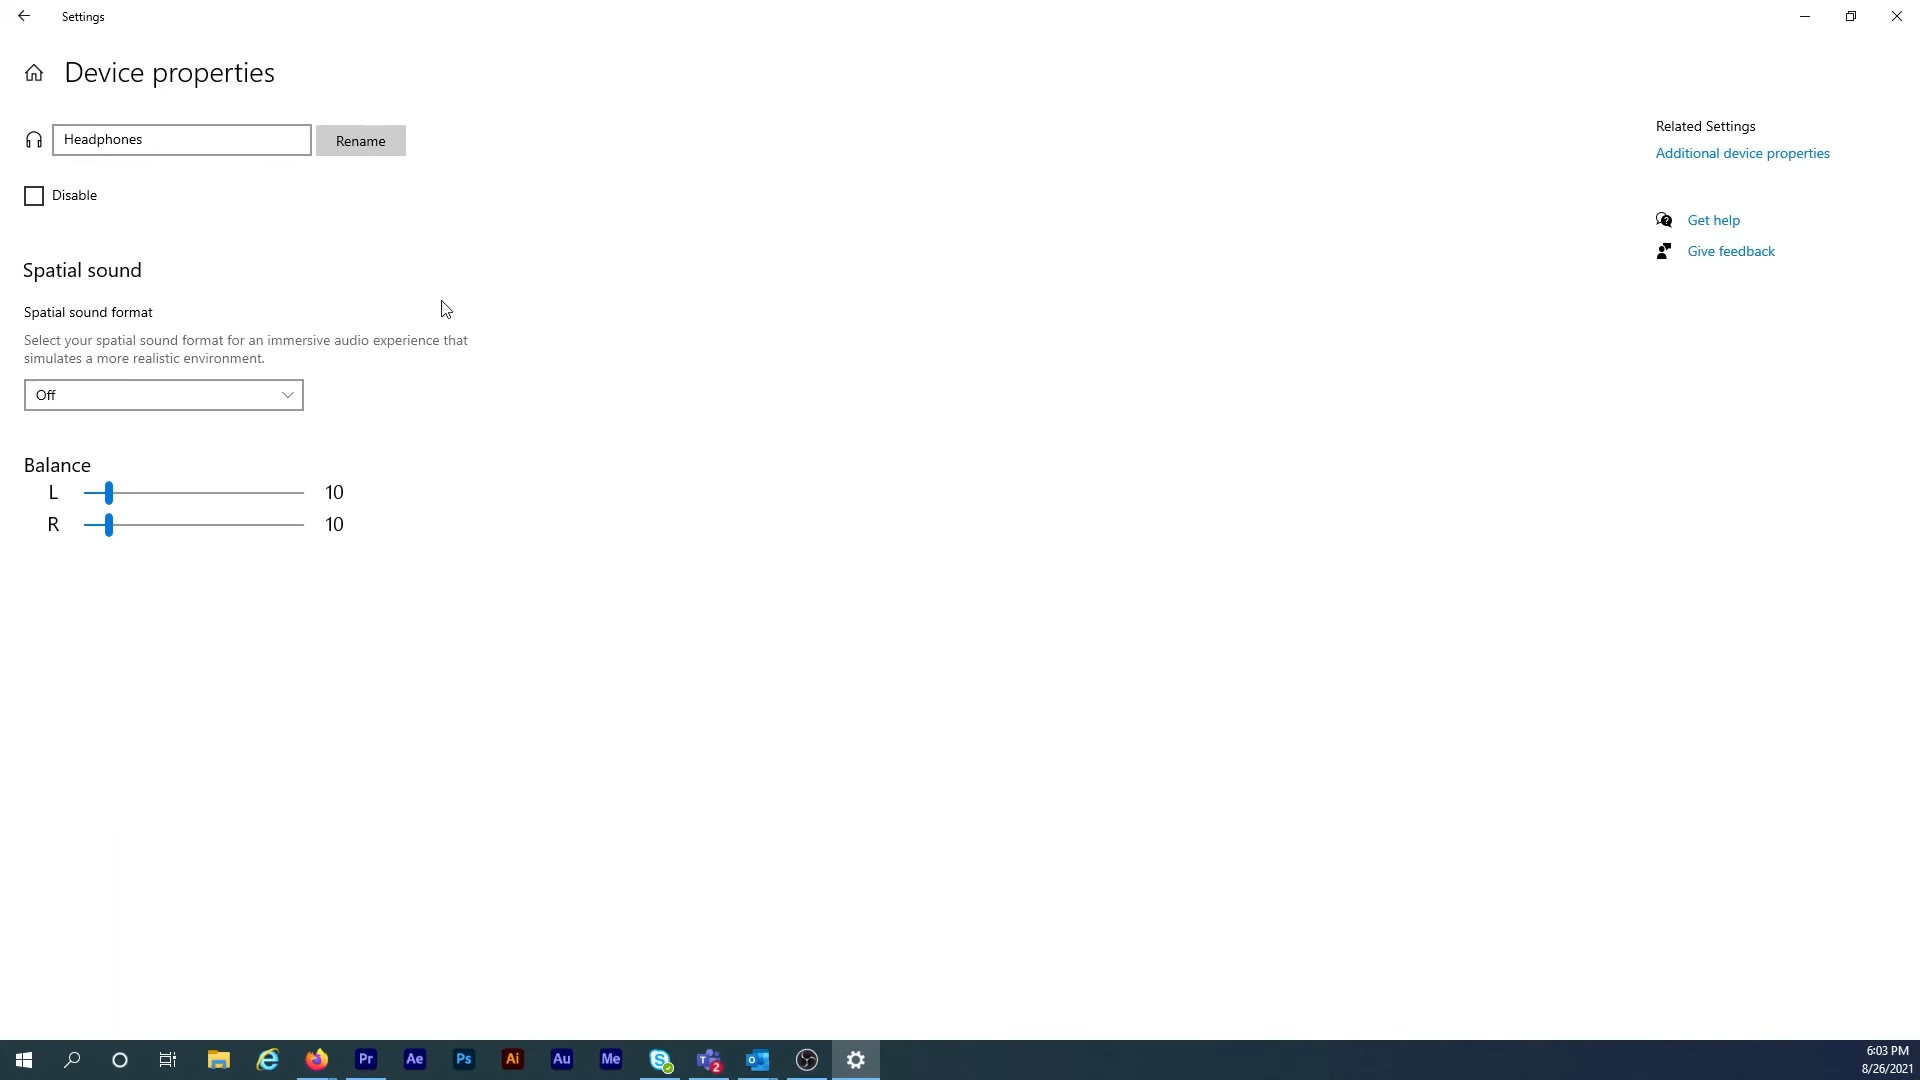 Settings
Device properties
Headphones
Rename
Disable
Spatial sound
Spatial sound format
Select your spatial sound format for an immersive audio experience that
simulates a more realistic environment.
Off
Balance
L 10
R 10
Related Settings
Additional device properties
Get help
Give feedback
Pr Ae Ps Ai Au Me S T 2 O
6:03 PM
8/26/2021